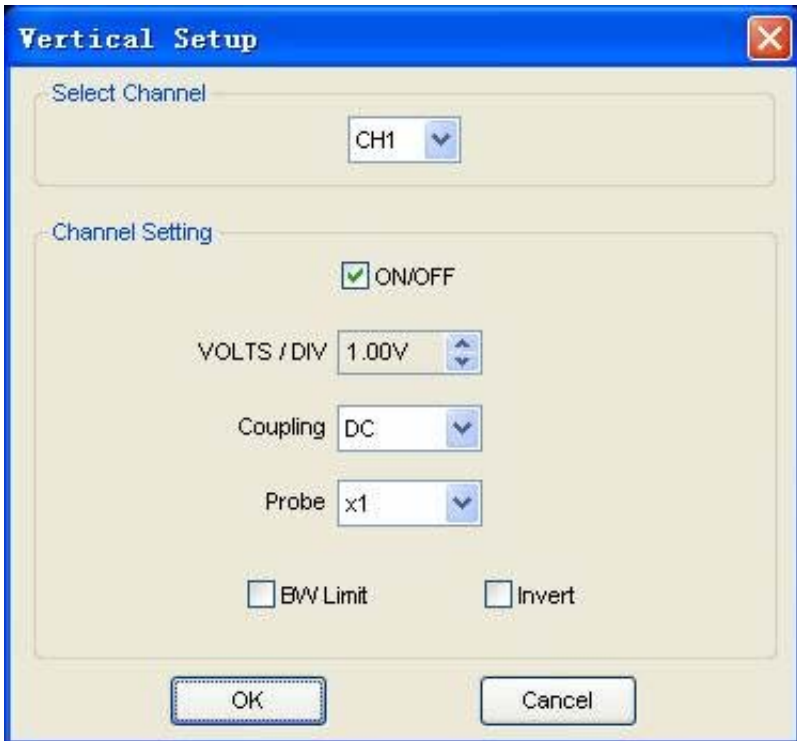 Vertical Setup
Select Channel
CH1
Channel Setting
ON/OFF
VOLTS / DIV 1.00V
Coupling DC
Probe x1
BW Limit Invert
OK Cancel